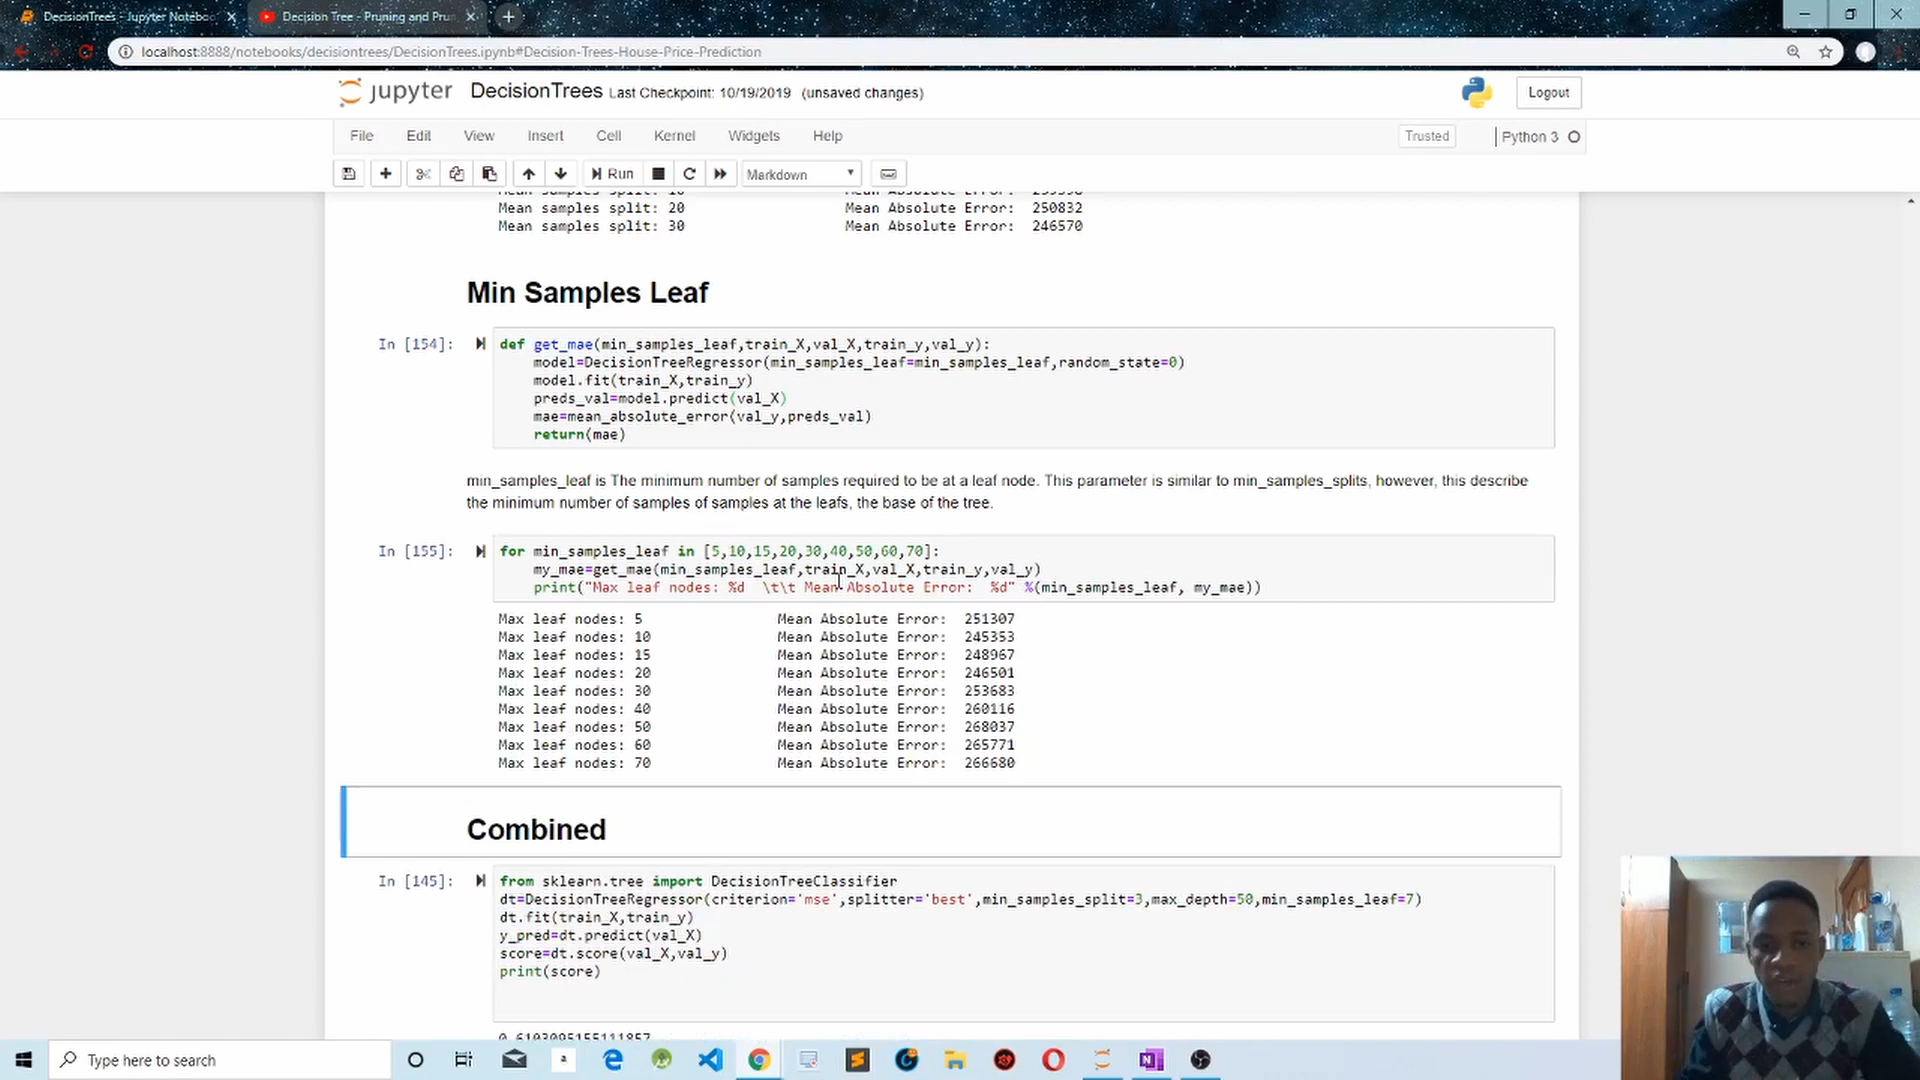 DecisionTrees - Jupyter Noteboo
Decision Tree - Pruning and Prun
localhost:8888/notebooks/decisiontrees/DecisionTrees.ipynb#Decision-Trees-House-Price-Prediction
jupyter DecisionTrees Last Checkpoint: 10/19/2019 (unsaved changes)
Logout
File Edit View Insert Cell Kernel Widgets Help
Trusted Python 3
Run Markdown
Mean samples split: 20 Mean Absolute Error: 250832
Mean samples split: 30 Mean Absolute Error: 246570
Min Samples Leaf
In [154]: def get_mae(min_samples_leaf,train_X,val_X,train_y,val_y):
model=DecisionTreeRegressor(min_samples_leaf=min_samples_leaf,random_state=0)
model.fit(train_X,train_y)
preds_val=model.predict(val_X)
mae=mean_absolute_error(val_y,preds_val)
return(mae)
min_samples_leaf is The minimum number of samples required to be at a leaf node. This parameter is similar to min_samples_splits, however, this describe
the minimum number of samples of samples at the leafs, the base of the tree.
In [155]: for min_samples_leaf in [5,10,15,20,30,40,50,60,70]:
my_mae=get_mae(min_samples_leaf,train_X,val_X,train_y,val_y)
print("Max leaf nodes: %d \t\t Mean Absolute Error: %d" %(min_samples_leaf, my_mae))
Max leaf nodes: 5 Mean Absolute Error: 251307
Max leaf nodes: 10 Mean Absolute Error: 245353
Max leaf nodes: 15 Mean Absolute Error: 248967
Max leaf nodes: 20 Mean Absolute Error: 246501
Max leaf nodes: 30 Mean Absolute Error: 253683
Max leaf nodes: 40 Mean Absolute Error: 260116
Max leaf nodes: 50 Mean Absolute Error: 268037
Max leaf nodes: 60 Mean Absolute Error: 265771
Max leaf nodes: 70 Mean Absolute Error: 266680
Combined
In [145]: from sklearn.tree import DecisionTreeClassifier
dt=DecisionTreeRegressor(criterion='mse',splitter='best',min_samples_split=3,max_depth=50,min_samples_leaf=7)
dt.fit(train_X,train_y)
y_pred=dt.predict(val_X)
score=dt.score(val_X,val_y)
print(score)
Type here to search